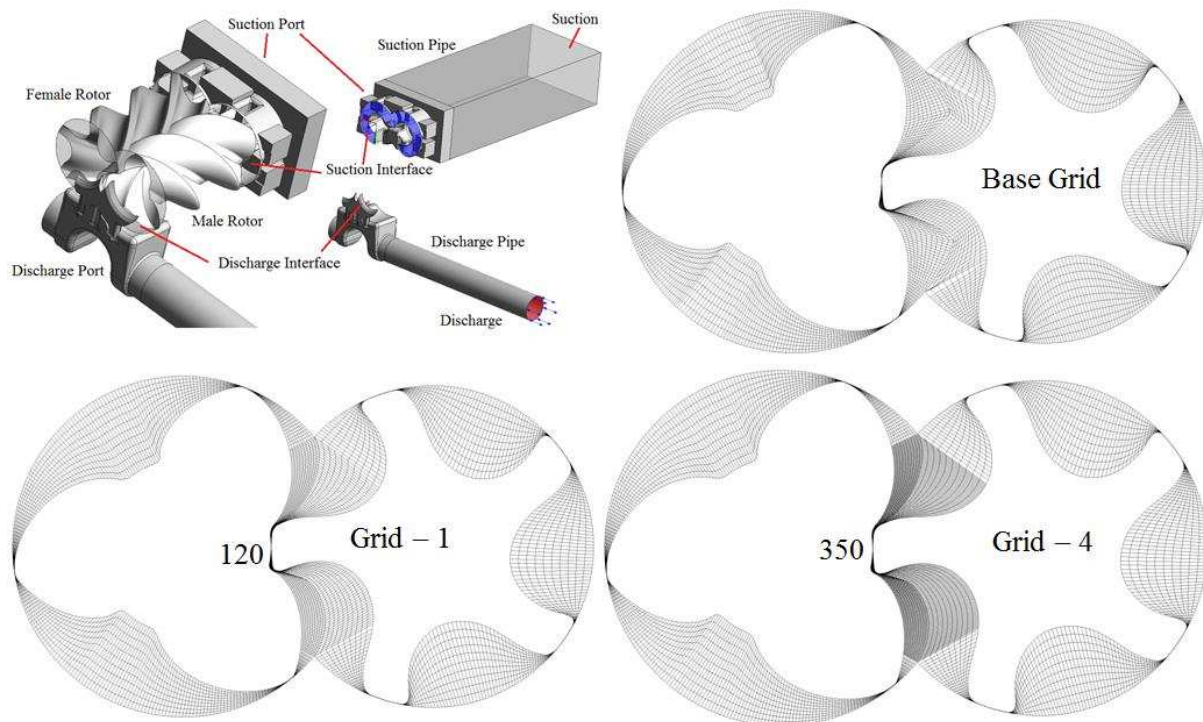 Suction Port
Suction
Suction Pipe
Female Rotor
Suction Interface
Male Rotor
Discharge Pipe
Discharge Interface
Discharge Port
Discharge
Base Grid
120
Grid – 1
350
Grid – 4